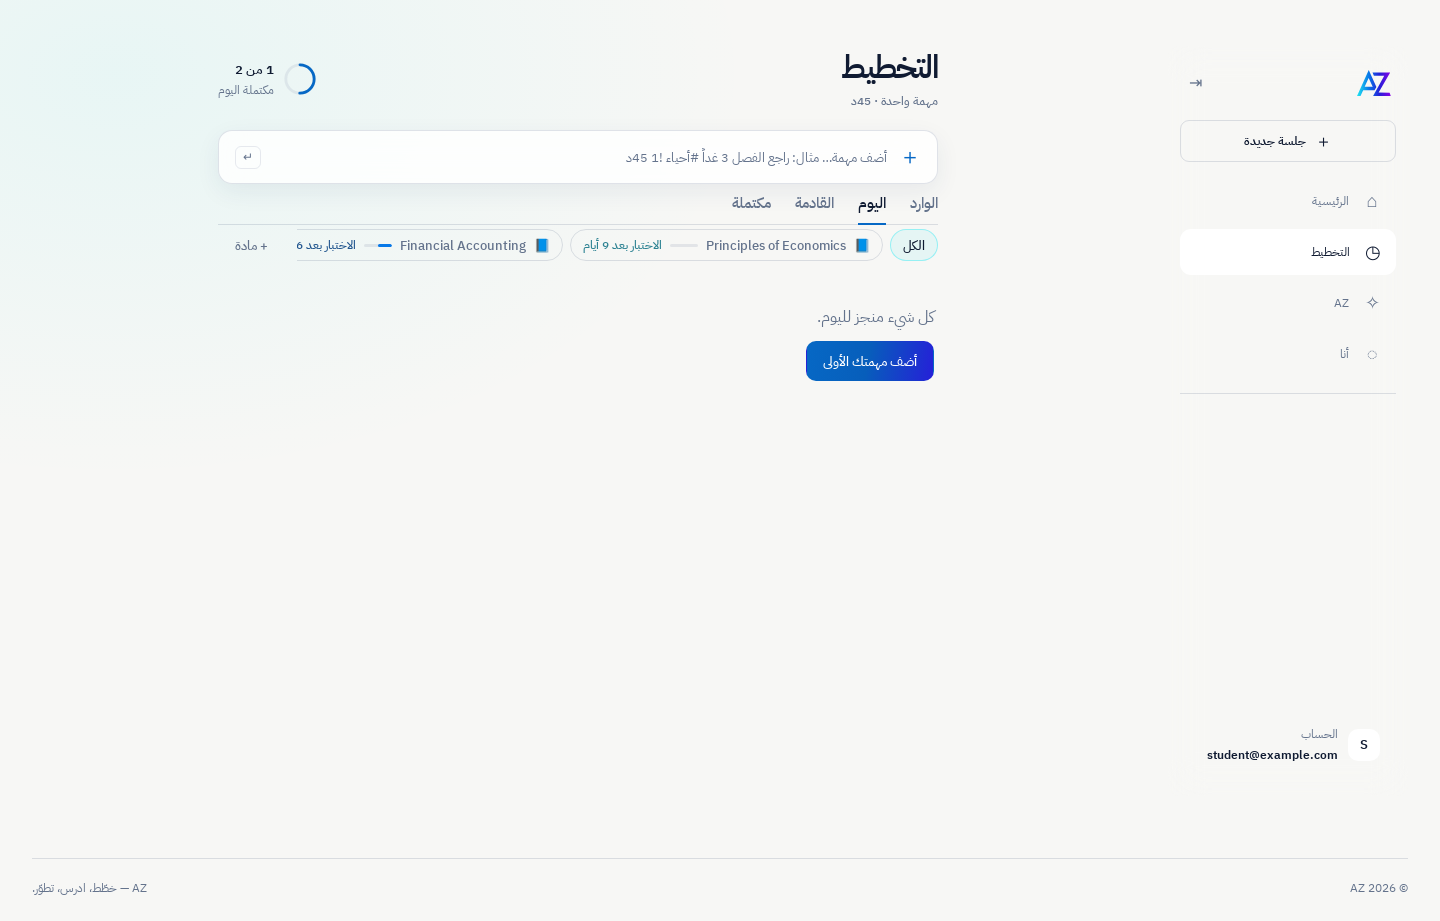 AZ
جلسة جديدة +
الرئيسية
التخطيط
AZ
أنا
الحساب
student@example.com
S
التخطيط
مهمة واحدة · 45د
1 من 2
مكتملة اليوم
+ أضف مهمة... مثال: راجع الفصل 3 غداً #أحياء !1 45د
الوارد اليوم القادمة مكتملة
الكل
Principles of Economics الاختبار بعد 9 أيام
Financial Accounting الاختبار بعد 6
+ مادة
كل شيء منجز لليوم.
أضف مهمتك الأولى
© 2026 AZ
AZ — خطّط، ادرس، تطوّر.